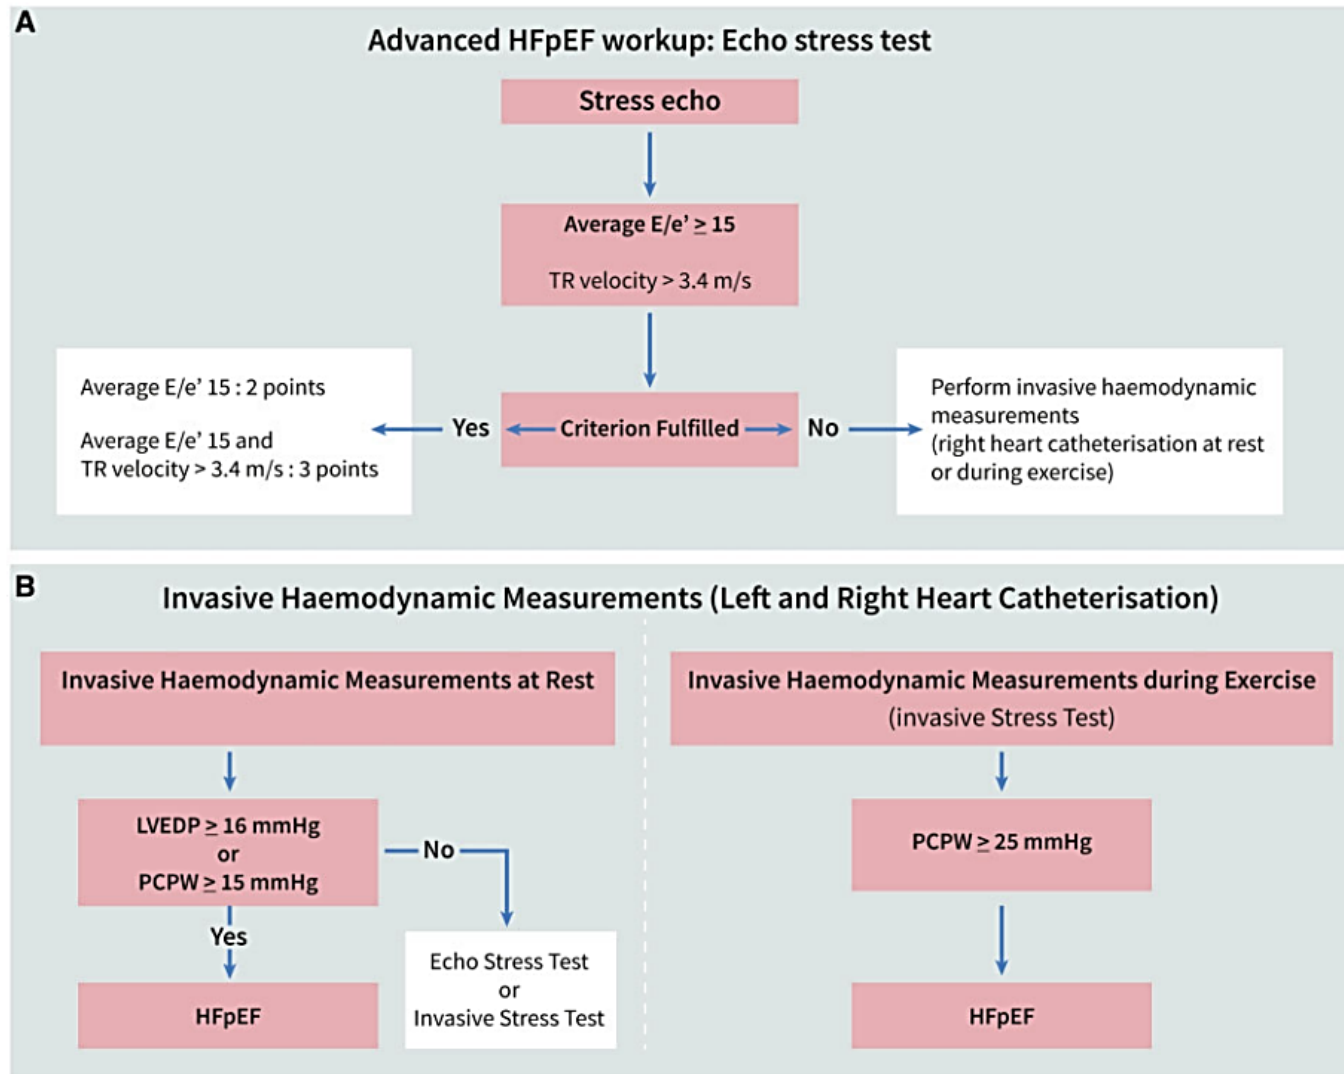 A
Advanced HFpEF workup: Echo stress test
Stress echo
Average E/e’ ≥ 15
TR velocity > 3.4 m/s
Average E/e’ 15 : 2 points
Average E/e’ 15 and
TR velocity > 3.4 m/s : 3 points
Yes
Criterion Fulfilled
No
Perform invasive haemodynamic
measurements
(right heart catheterisation at rest
or during exercise)
B
Invasive Haemodynamic Measurements (Left and Right Heart Catheterisation)
Invasive Haemodynamic Measurements at Rest
LVEDP ≥ 16 mmHg
or
PCPW ≥ 15 mmHg
No
Yes
Echo Stress Test
or
Invasive Stress Test
HFpEF
Invasive Haemodynamic Measurements during Exercise
(invasive Stress Test)
PCPW ≥ 25 mmHg
HFpEF